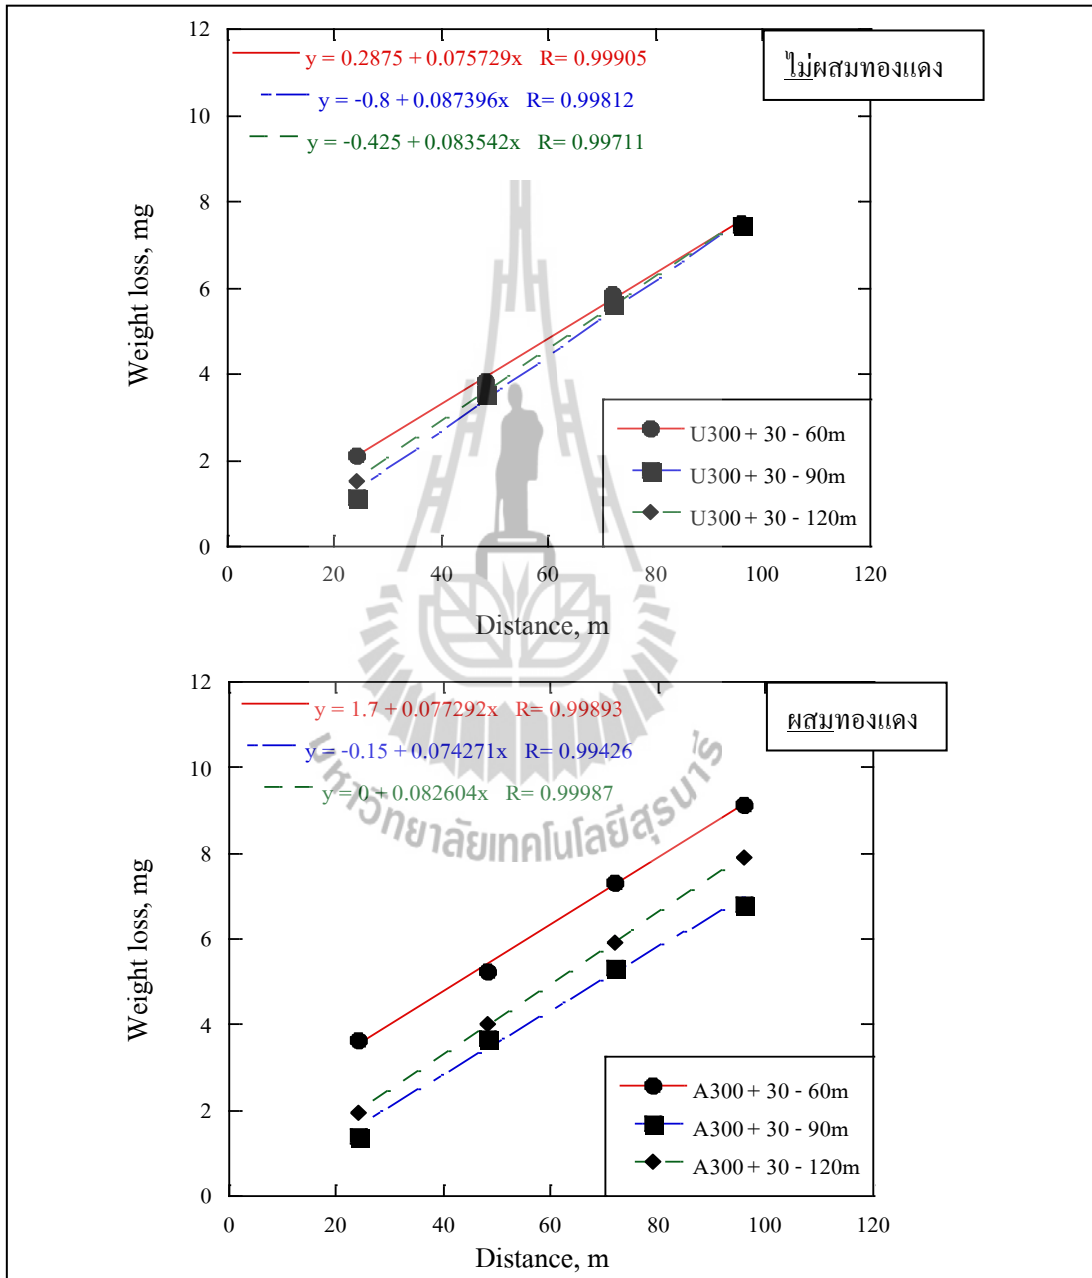 12
10
8
6
4
2
0
Weight loss, mg
y = 0.2875 + 0.075729x R= 0.99905
y = -0.8 + 0.087396x R= 0.99812
y = -0.425 + 0.083542x R= 0.99711
ไม่ผสมทองแดง
U300 + 30 - 60m
U300 + 30 - 90m
U300 + 30 - 120m
0 20 40 60 80 100 120
Distance, m
12
10
8
6
4
2
0
Weight loss, mg
y = 1.7 + 0.077292x R= 0.99893
y = -0.15 + 0.074271x R= 0.99426
y = 0 + 0.082604x R= 0.99987
ผสมทองแดง
มหาวิทยาลัยเทคโนโลยีสุรนารี
A300 + 30 - 60m
A300 + 30 - 90m
A300 + 30 - 120m
0 20 40 60 80 100 120
Distance, m